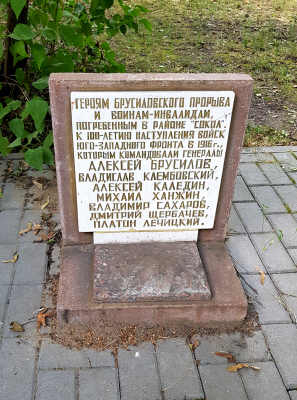 ГЕРОЯМ БРУСИЛОВСКОГО ПРОРЫВА
И ВОИНАМ-ИНВАЛИДАМ,
ПОГРЕБЕННЫМ В РАЙОНЕ "СОКОЛ".
К 100-ЛЕТИЮ НАСТУПЛЕНИЯ ВОЙСК
ЮГО-ЗАПАДНОГО ФРОНТА В 1916 Г.,
КОТОРЫМ КОМАНДОВАЛИ ГЕНЕРАЛЫ
АЛЕКСЕЙ БРУСИЛОВ,
ВЛАДИСЛАВ КЛЕМБОВСКИЙ,
АЛЕКСЕЙ КАЛЕДИН,
МИХАИЛ ХАНЖИН,
ВЛАДИМИР САХАРОВ,
ДМИТРИЙ ЩЕРБАЧЕВ,
ПЛАТОН ЛЕЧИЦКИЙ.